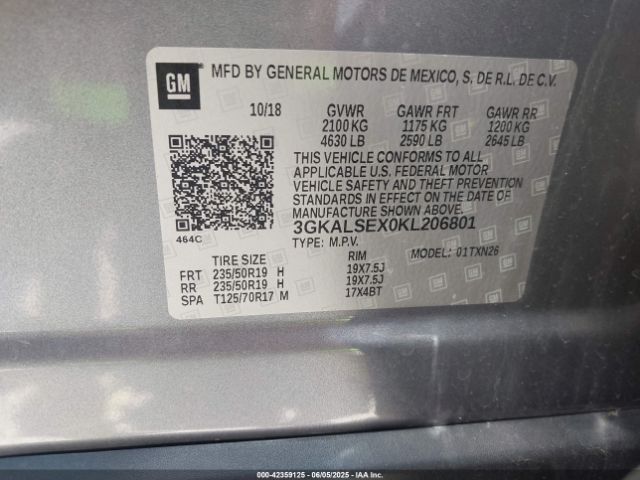 GM
MFD BY GENERAL MOTORS DE MEXICO, S. DE R.L. DE C.V.
10/18 GVWR GAWR FRT GAWR RR
2100 KG 1175 KG 1200 KG
4630 LB 2590 LB 2645 LB
THIS VEHICLE CONFORMS TO ALL
APPLICABLE U.S. FEDERAL MOTOR
VEHICLE SAFETY AND THEFT PREVENTION
STANDARDS IN EFFECT ON THE DATE OF
MANUFACTURE SHOWN ABOVE.
3GKALSEX0KL206801
464C
TYPE: M.P.V. MODEL: 01TXN26
TIRE SIZE RIM
FRT 235/50R19 H 19X7.5J
RR 235/50R19 H 19X7.5J
SPA T125/70R17 M 17X4BT
000-42359125 - 06/05/2025 - IAA Inc.